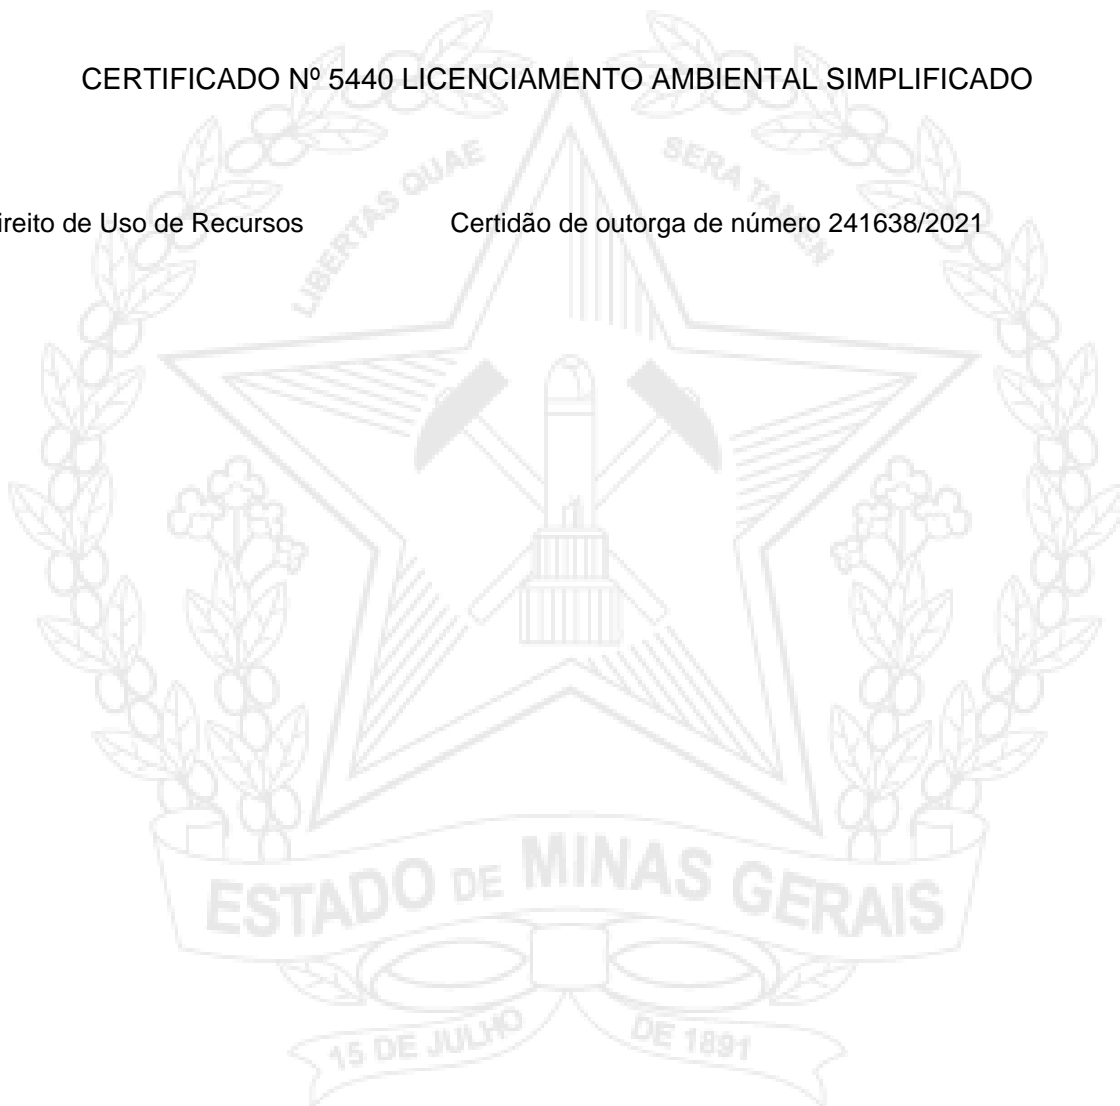 CERTIFICADO Nº 5440 LICENCIAMENTO AMBIENTAL SIMPLIFICADO
LIBERTAS QUAE SERA TAMEN
ireito de Uso de Recursos Certidão de outorga de número 241638/2021
ESTADO DE MINAS GERAIS
15 DE JULHO DE 1891